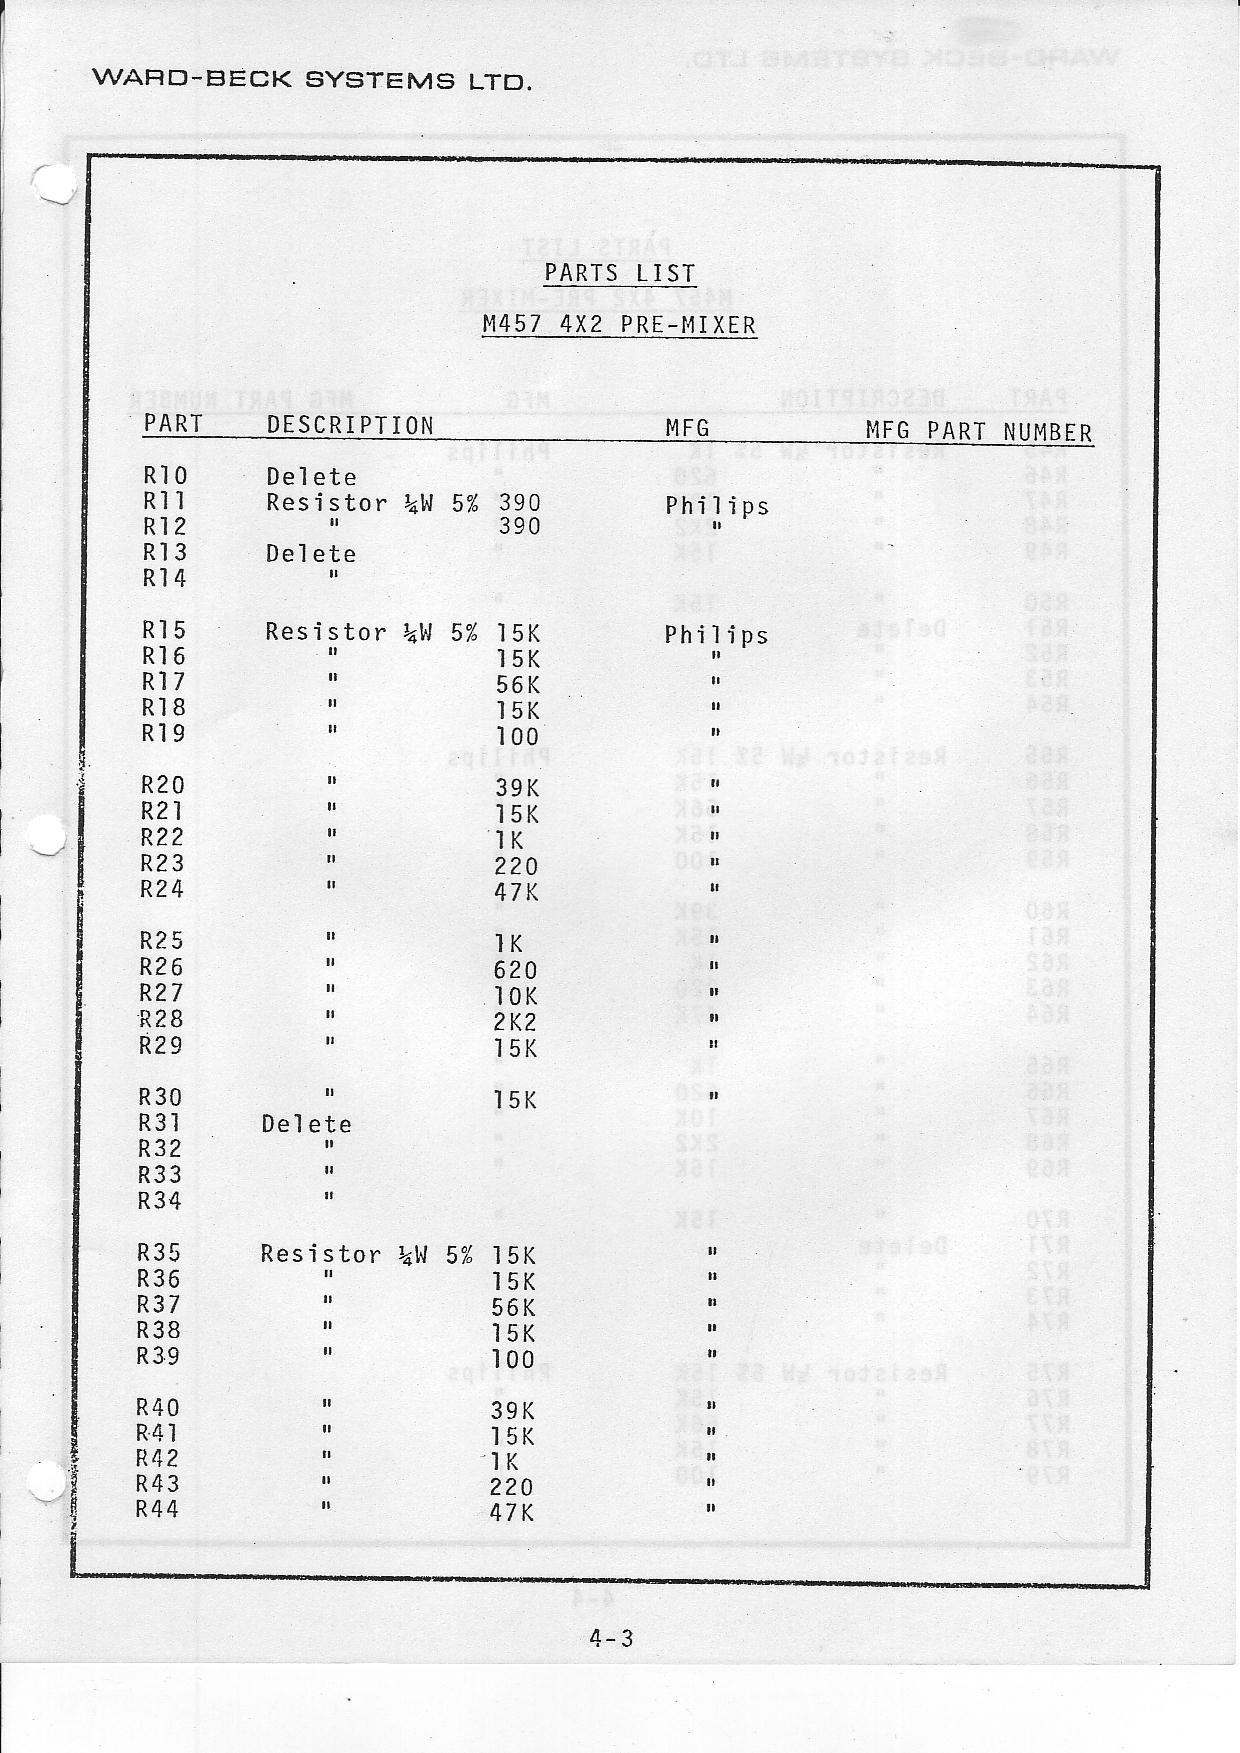 WARD-BECK SYSTEMS LTD.
PARTS LIST
M457 4X2 PRE-MIXER
PART DESCRIPTION MFG MFG PART NUMBER
R10 Delete
R11 Resistor ¼W 5% 390 Philips
R12 " 390 "
R13 Delete
R14 "
R15 Resistor ¼W 5% 15K Philips
R16 " 15K "
R17 " 56K "
R18 " 15K "
R19 " 100 "
R20 " 39K "
R21 " 15K "
R22 " 1K "
R23 " 220 "
R24 " 47K "
R25 " 1K "
R26 " 620 "
R27 " 10K "
R28 " 2K2 "
R29 " 15K "
R30 " 15K "
R31 Delete
R32 "
R33 "
R34 "
R35 Resistor ¼W 5% 15K "
R36 " 15K "
R37 " 56K "
R38 " 15K "
R39 " 100 "
R40 " 39K "
R41 " 15K "
R42 " 1K "
R43 " 220 "
R44 " 47K "
4-3